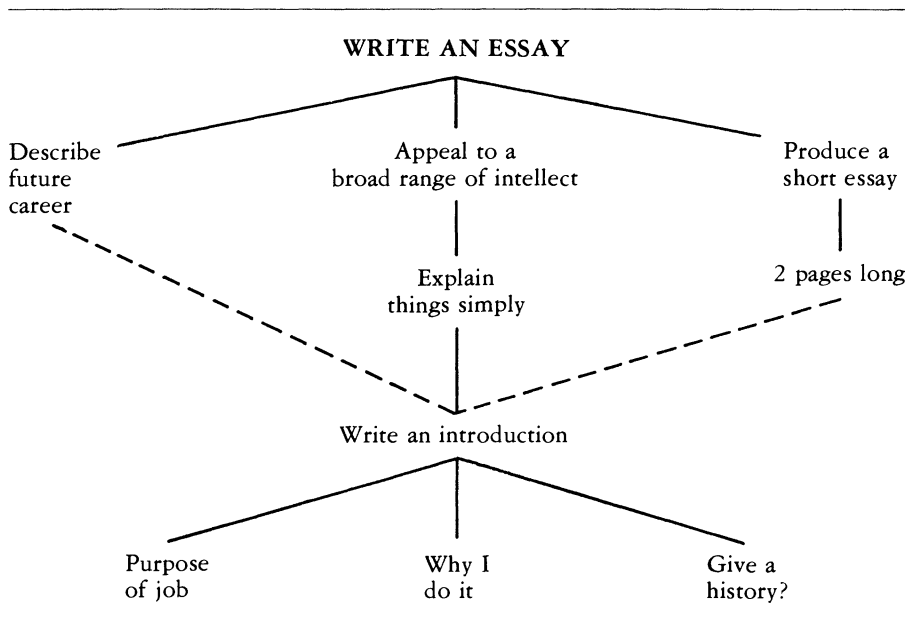 WRITE AN ESSAY
Describe
future
career
Appeal to a
broad range of intellect
Produce a
short essay
Explain
things simply
2 pages long
Write an introduction
Purpose
of job
Why I
do it
Give a
history?